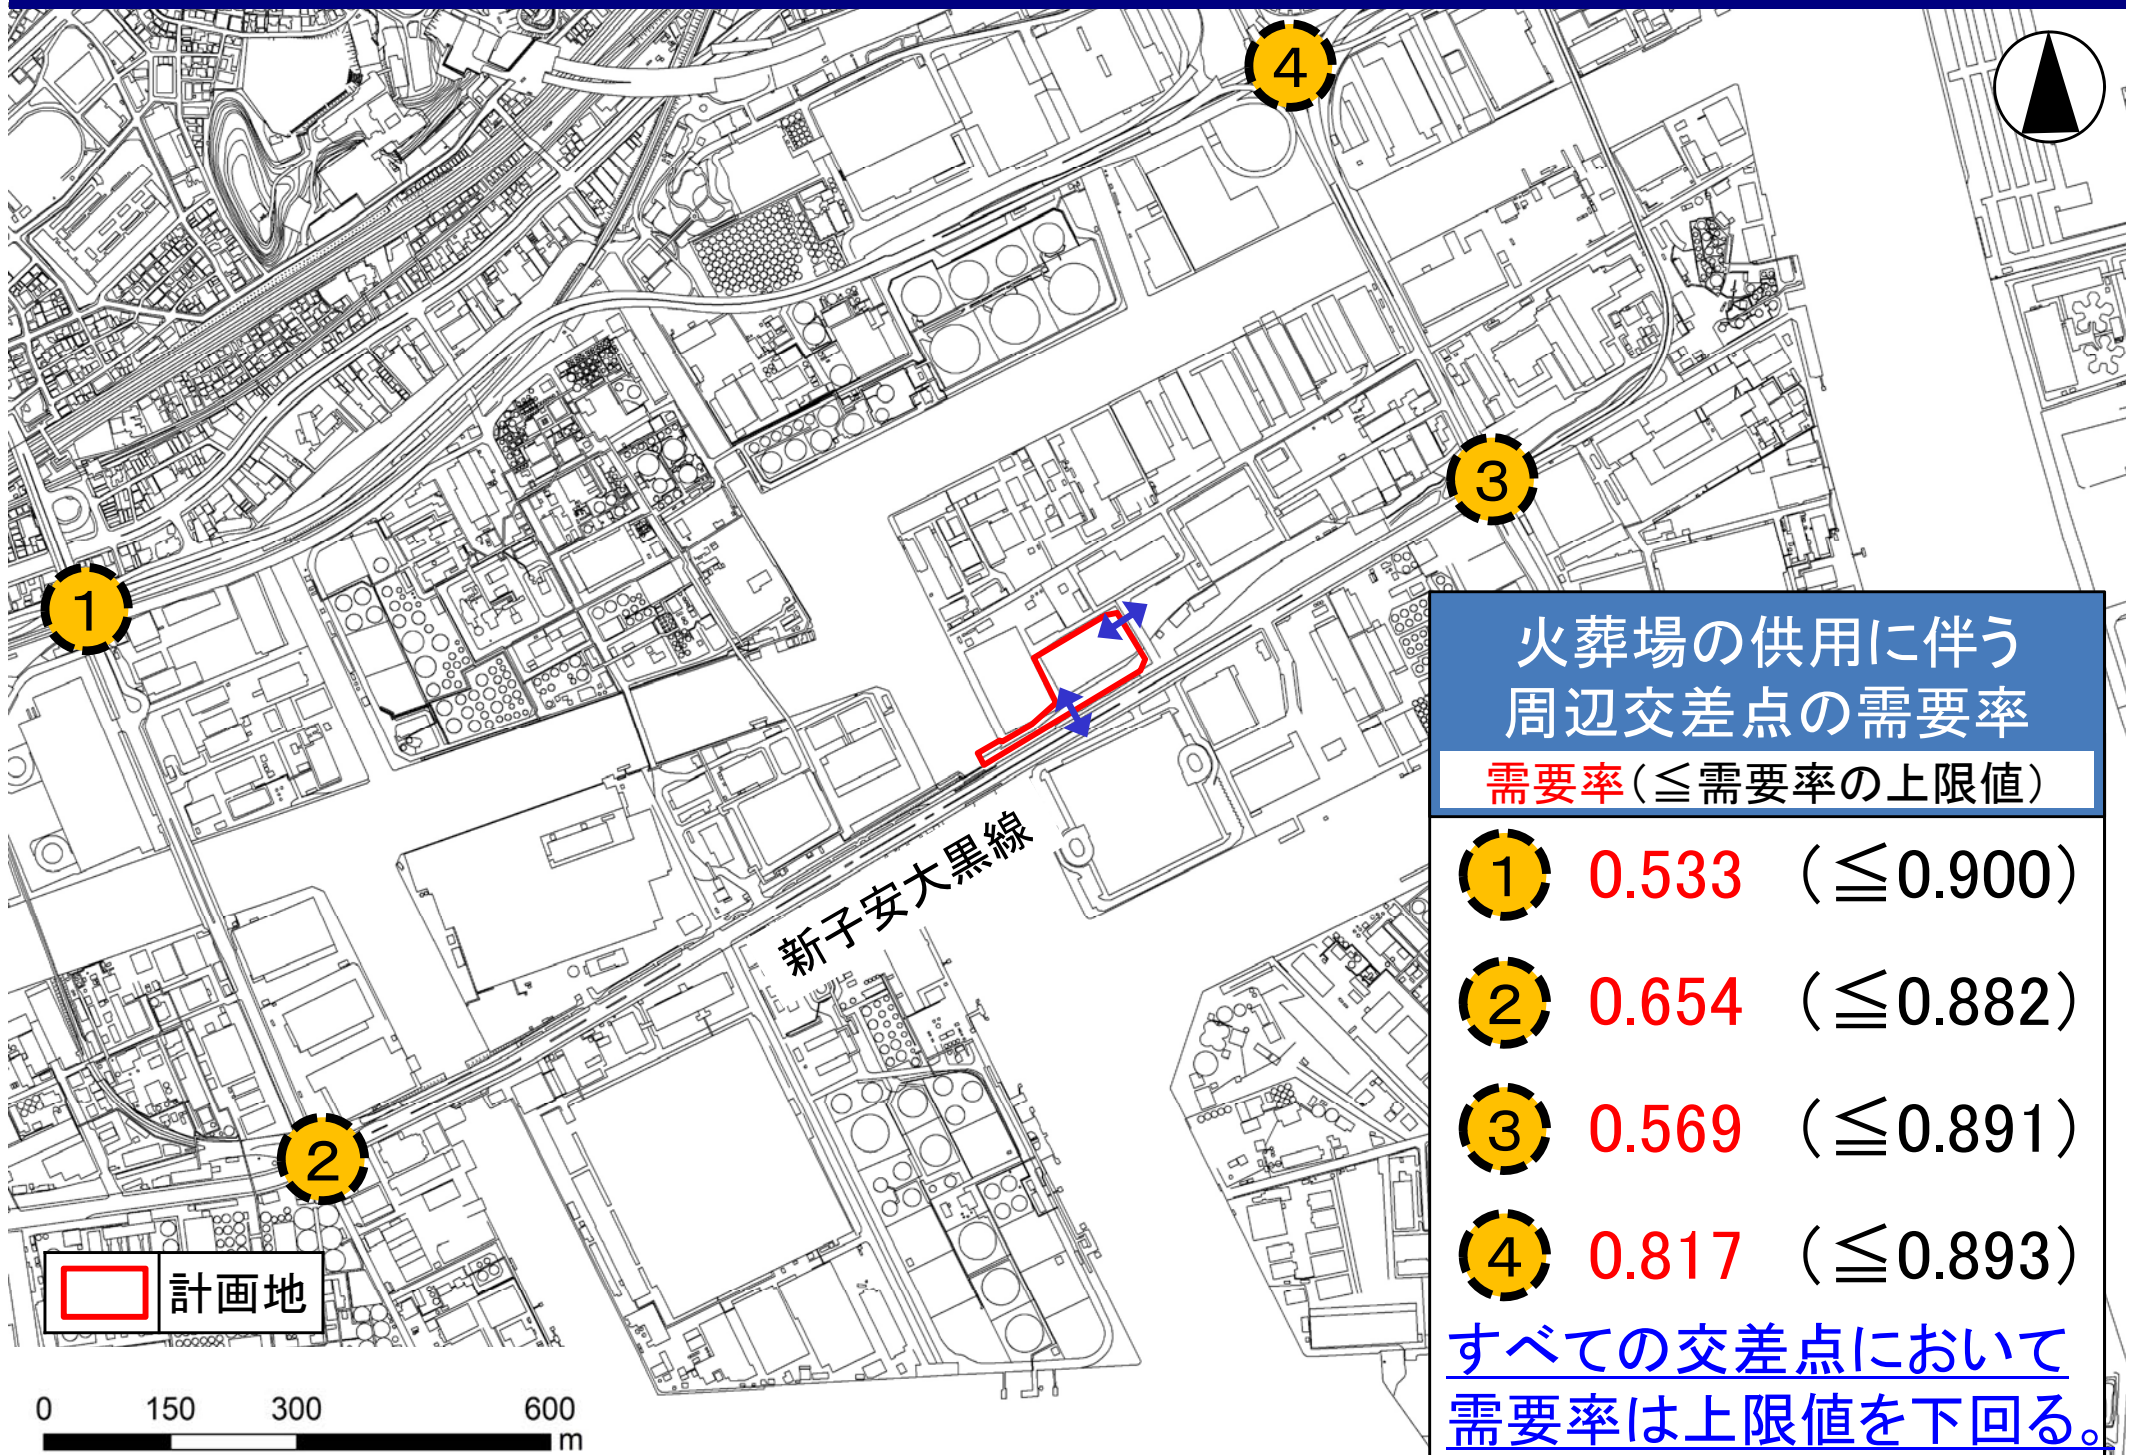 4
3
1
2
新子安大黒線
計画地
0 150 300 600
m
火葬場の供用に伴う
周辺交差点の需要率
需要率(≦需要率の上限値)
1 0.533 (≦0.900)
2 0.654 (≦0.882)
3 0.569 (≦0.891)
4 0.817 (≦0.893)
すべての交差点において
需要率は上限値を下回る。